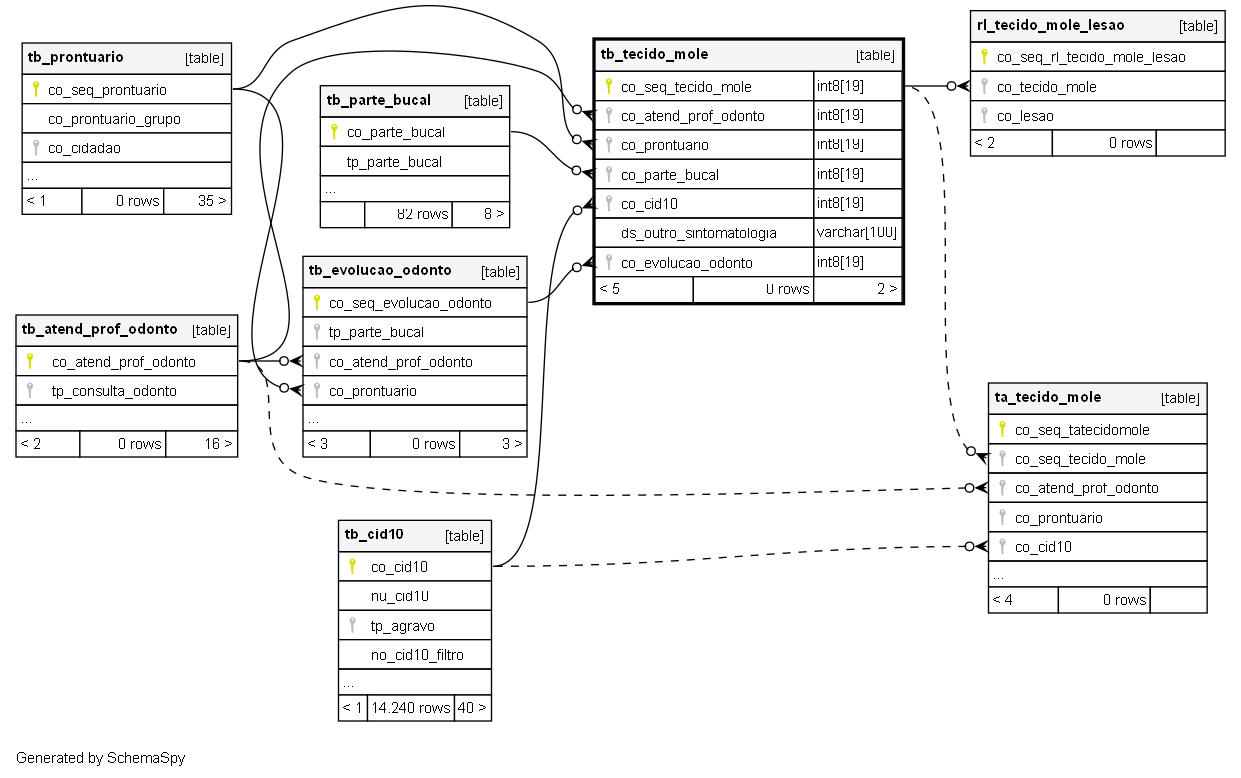 tb_prontuario [table]
co_seq_prontuario
co_prontuario_grupo
co_cidadao
...
< 1 0 rows 35 >
tb_parte_bucal [table]
co_parte_bucal
tp_parte_bucal
...
82 rows 8 >
tb_tecido_mole [table]
co_seq_tecido_mole int8[19]
co_atend_prof_odonto int8[19]
co_prontuario int8[19]
co_parte_bucal int8[19]
co_cid10 int8[19]
ds_outro_sintomatologia varchar[100]
co_evolucao_odonto int8[19]
< 5 0 rows 2 >
rl_tecido_mole_lesao [table]
co_seq_rl_tecido_mole_lesao
co_tecido_mole
co_lesao
< 2 0 rows
tb_evolucao_odonto [table]
co_seq_evolucao_odonto
tp_parte_bucal
co_atend_prof_odonto
co_prontuario
...
< 3 0 rows 3 >
tb_atend_prof_odonto [table]
co_atend_prof_odonto
tp_consulta_odonto
...
< 2 0 rows 16 >
ta_tecido_mole [table]
co_seq_tatecidomole
co_seq_tecido_mole
co_atend_prof_odonto
co_prontuario
co_cid10
...
< 4 0 rows
tb_cid10 [table]
co_cid10
nu_cid10
tp_agravo
no_cid10_filtro
...
< 1 14.240 rows 40 >
Generated by SchemaSpy